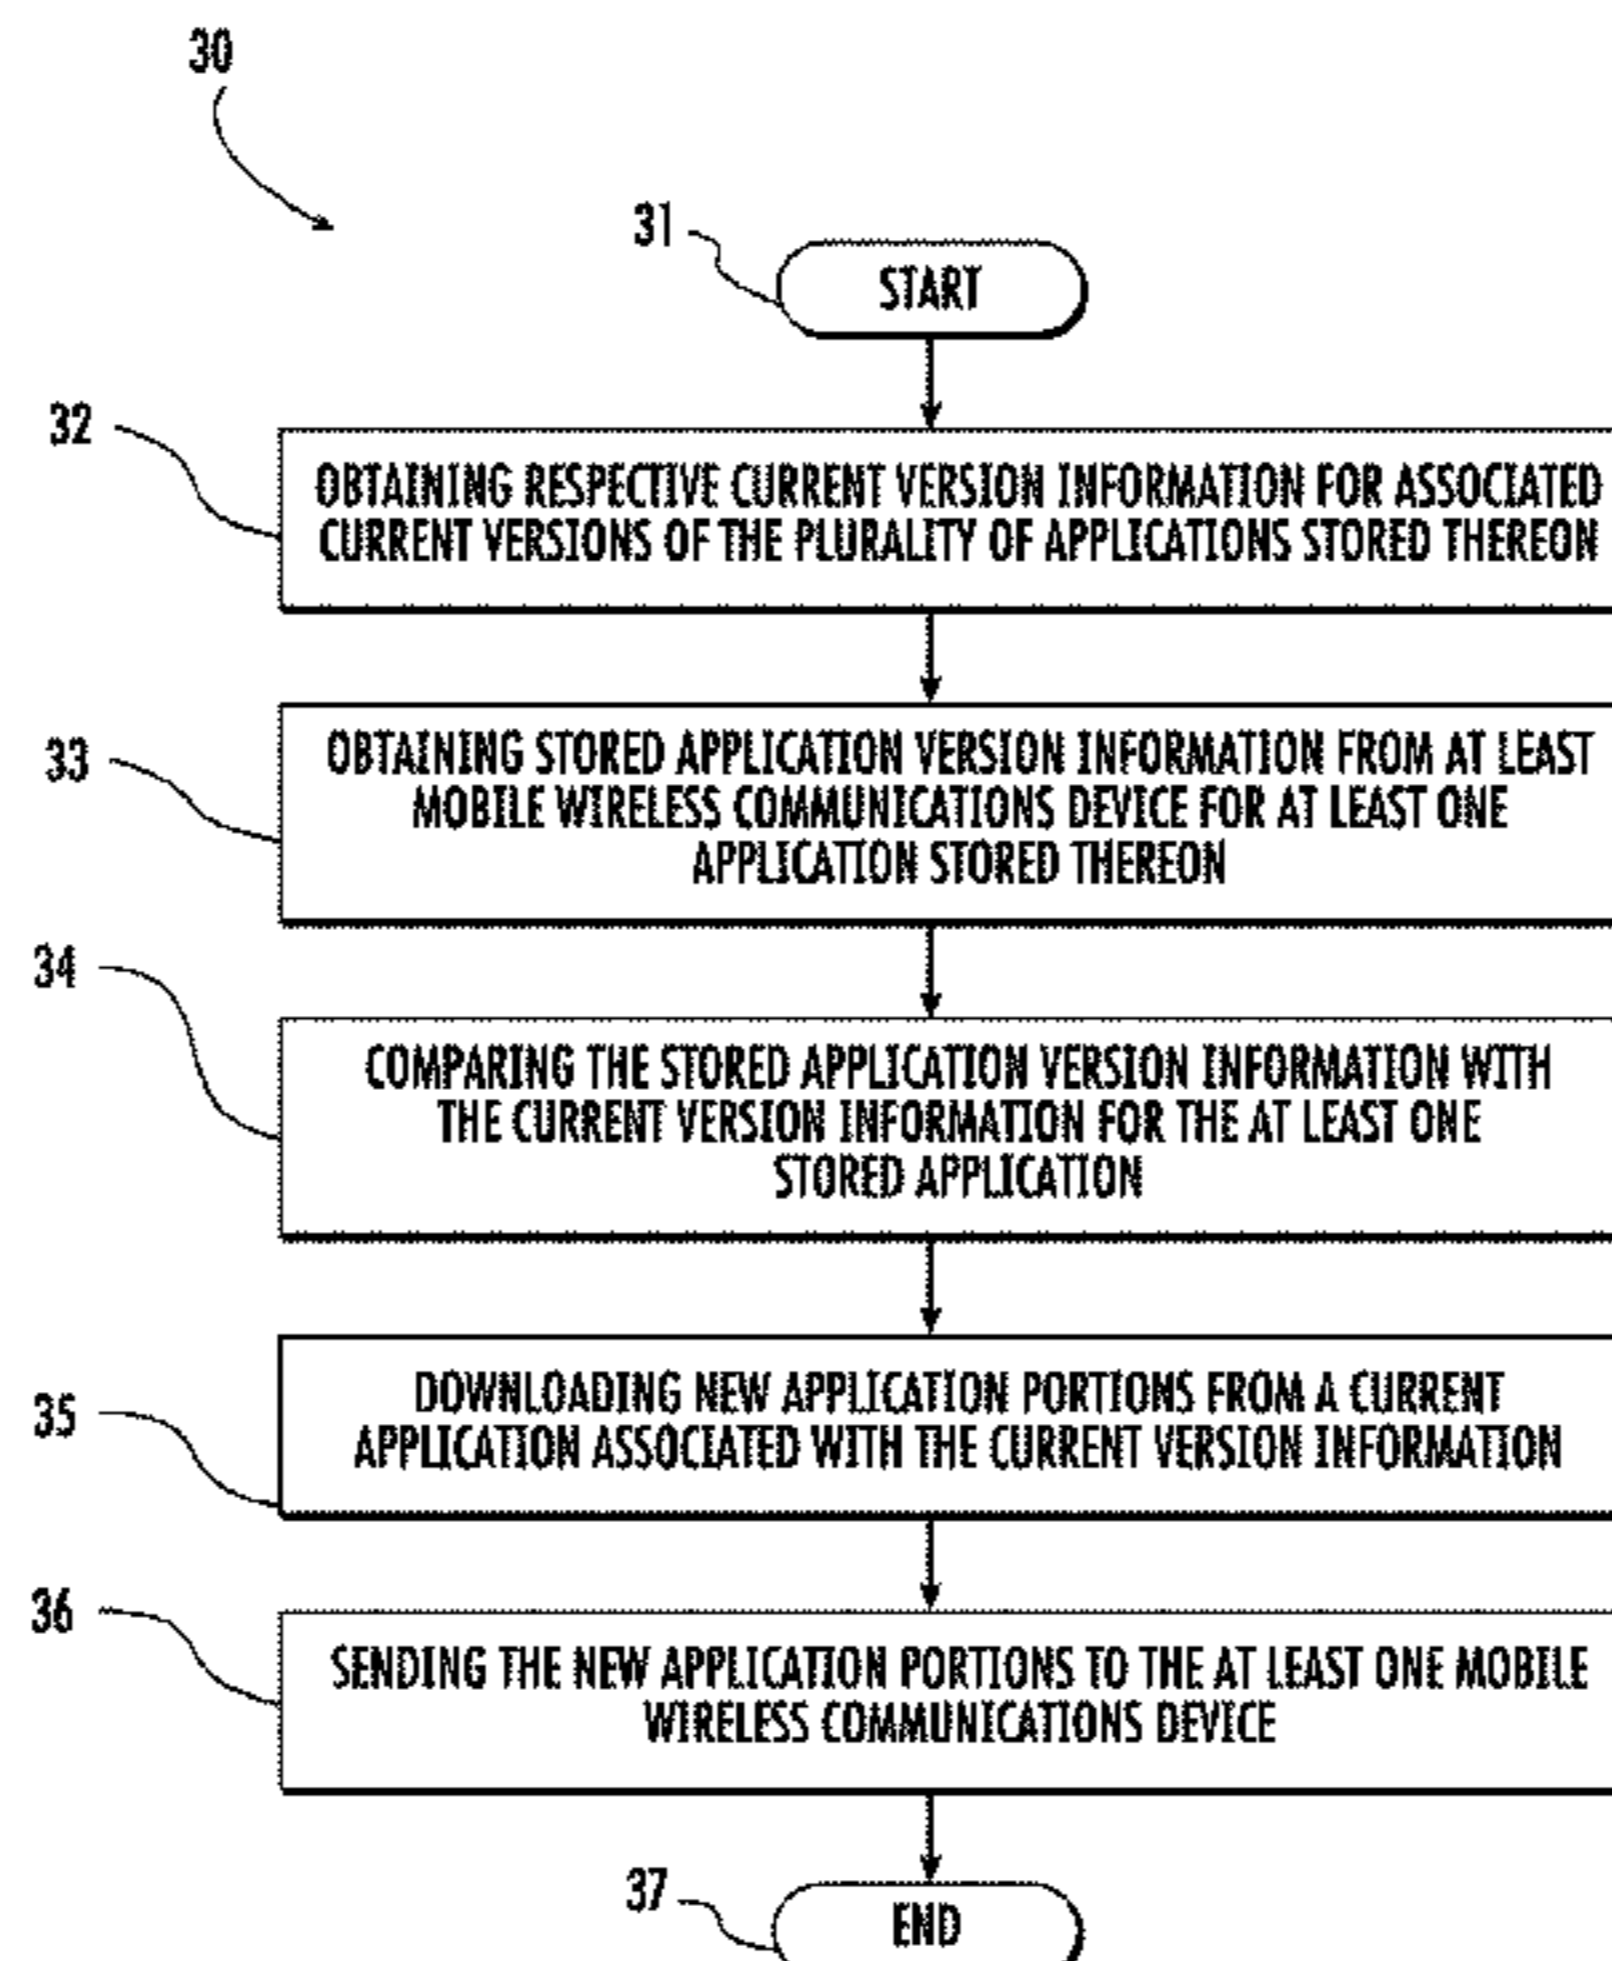 30
31
START
32
OBTAINING RESPECTIVE CURRENT VERSION INFORMATION FOR ASSOCIATED
CURRENT VERSIONS OF THE PLURALITY OF APPLICATIONS STORED THEREON
33
OBTAINING STORED APPLICATION VERSION INFORMATION FROM AT LEAST
MOBILE WIRELESS COMMUNICATIONS DEVICE FOR AT LEAST ONE
APPLICATION STORED THEREON
34
COMPARING THE STORED APPLICATION VERSION INFORMATION WITH
THE CURRENT VERSION INFORMATION FOR THE AT LEAST ONE
STORED APPLICATION
35
DOWNLOADING NEW APPLICATION PORTIONS FROM A CURRENT
APPLICATION ASSOCIATED WITH THE CURRENT VERSION INFORMATION
36
SENDING THE NEW APPLICATION PORTIONS TO THE AT LEAST ONE MOBILE
WIRELESS COMMUNICATIONS DEVICE
37
END